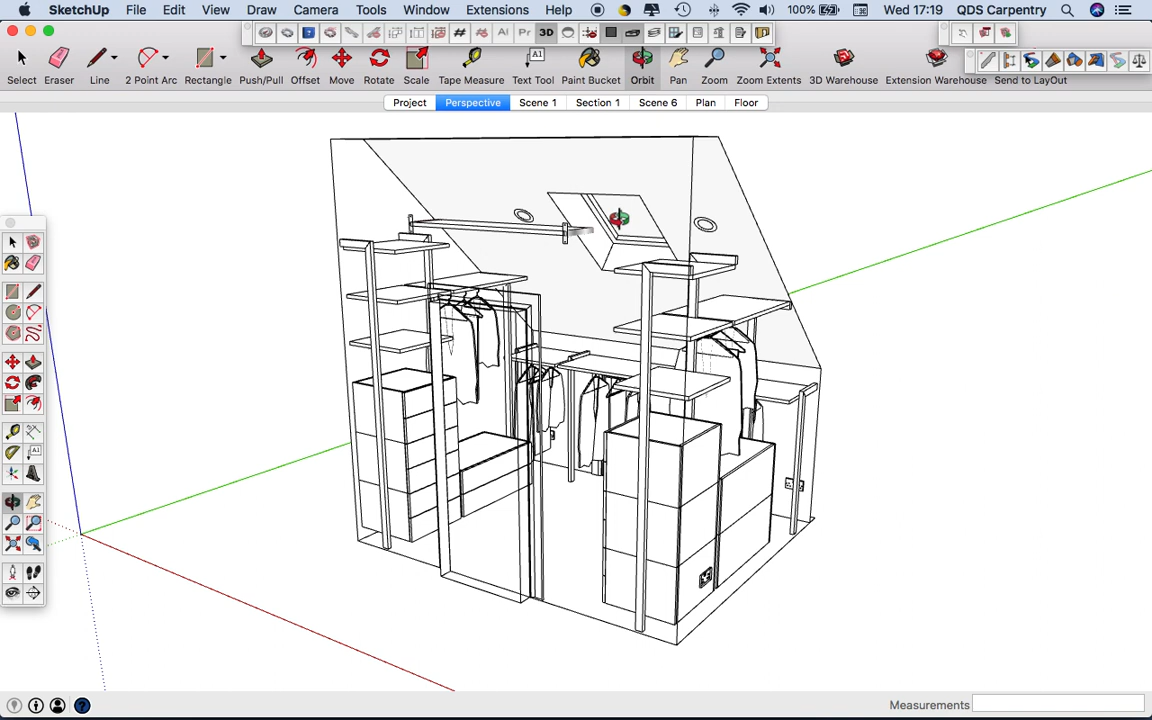 SketchUp File Edit View Draw Camera Tools Window Extensions Help 100% Wed 17:19 QDS Carpentry
# AI Pr 3D
Select Eraser Line 2 Point Arc Rectangle Push/Pull Offset Move Rotate Scale Tape Measure Text Tool Paint Bucket Orbit Pan Zoom Zoom Extents 3D Warehouse Extension Warehouse Send to LayOut
Project Perspective Scene 1 Section 1 Scene 6 Plan Floor
Measurements